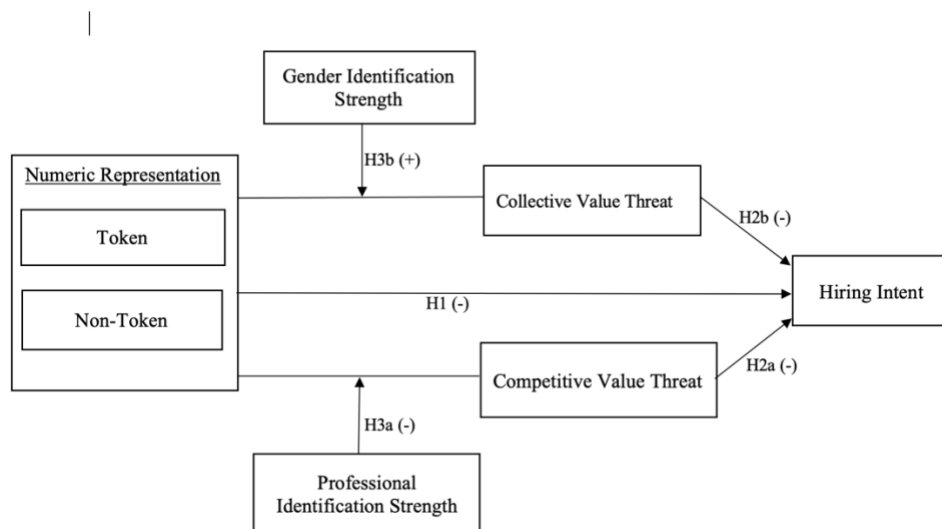 Gender Identification
Strength
H3b (+)
Numeric Representation
Token
Non-Token
Collective Value Threat
H2b (-)
H1 (-)
Hiring Intent
Competitive Value Threat
H2a (-)
H3a (-)
Professional
Identification Strength